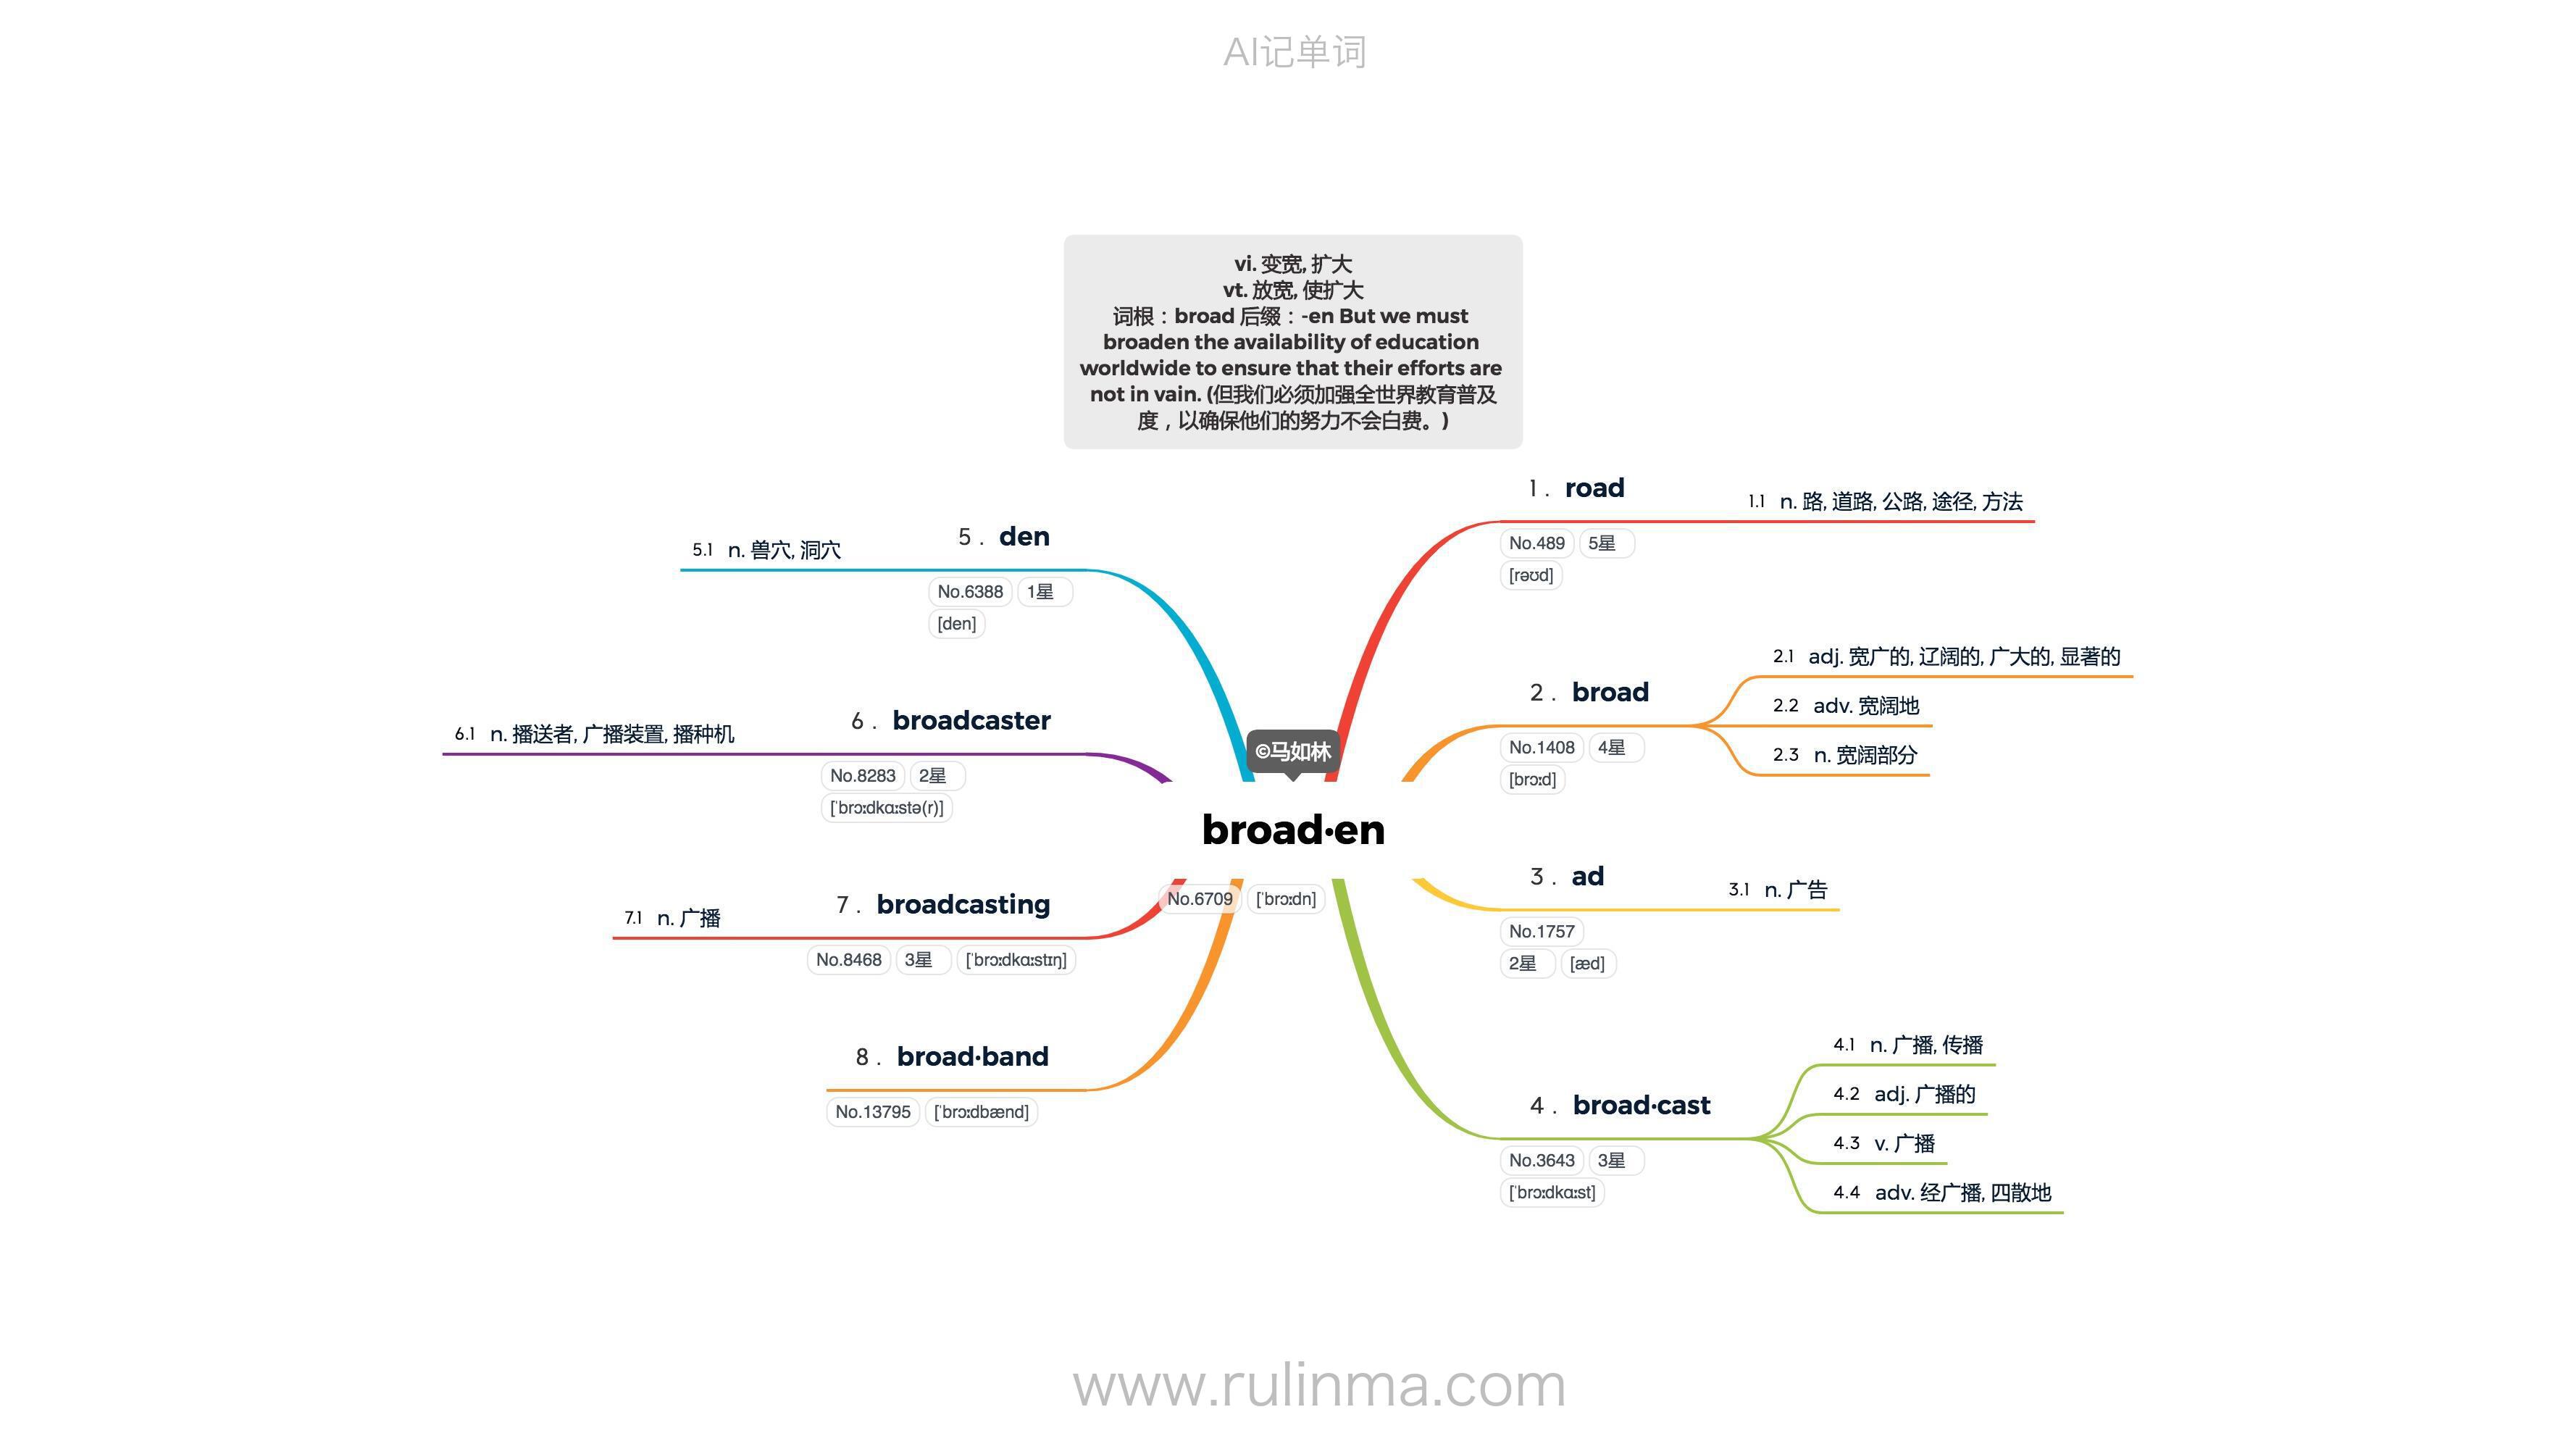 AI记单词
vi. 变宽, 扩大
vt. 放宽, 使扩大
词根：broad 后缀：-en But we must
broaden the availability of education
worldwide to ensure that their efforts are
not in vain. (但我们必须加强全世界教育普及
度，以确保他们的努力不会白费。)
©马如林
broad·en
No.6709 [ˈbrɔːdn]
1. road
1.1 n. 路, 道路, 公路, 途径, 方法
No.489 5星
[rəʊd]
2. broad
2.1 adj. 宽广的, 辽阔的, 广大的, 显著的
2.2 adv. 宽阔地
2.3 n. 宽阔部分
No.1408 4星
[brɔːd]
3. ad
3.1 n. 广告
No.1757
2星 [æd]
4. broad·cast
4.1 n. 广播, 传播
4.2 adj. 广播的
4.3 v. 广播
4.4 adv. 经广播, 四散地
No.3643 3星
[ˈbrɔːdkɑːst]
5. den
5.1 n. 兽穴, 洞穴
No.6388 1星
[den]
6. broadcaster
6.1 n. 播送者, 广播装置, 播种机
No.8283 2星
[ˈbrɔːdkɑːstə(r)]
7. broadcasting
7.1 n. 广播
No.8468 3星 [ˈbrɔːdkɑːstɪŋ]
8. broad·band
No.13795 [ˈbrɔːdbænd]
www.rulinma.com